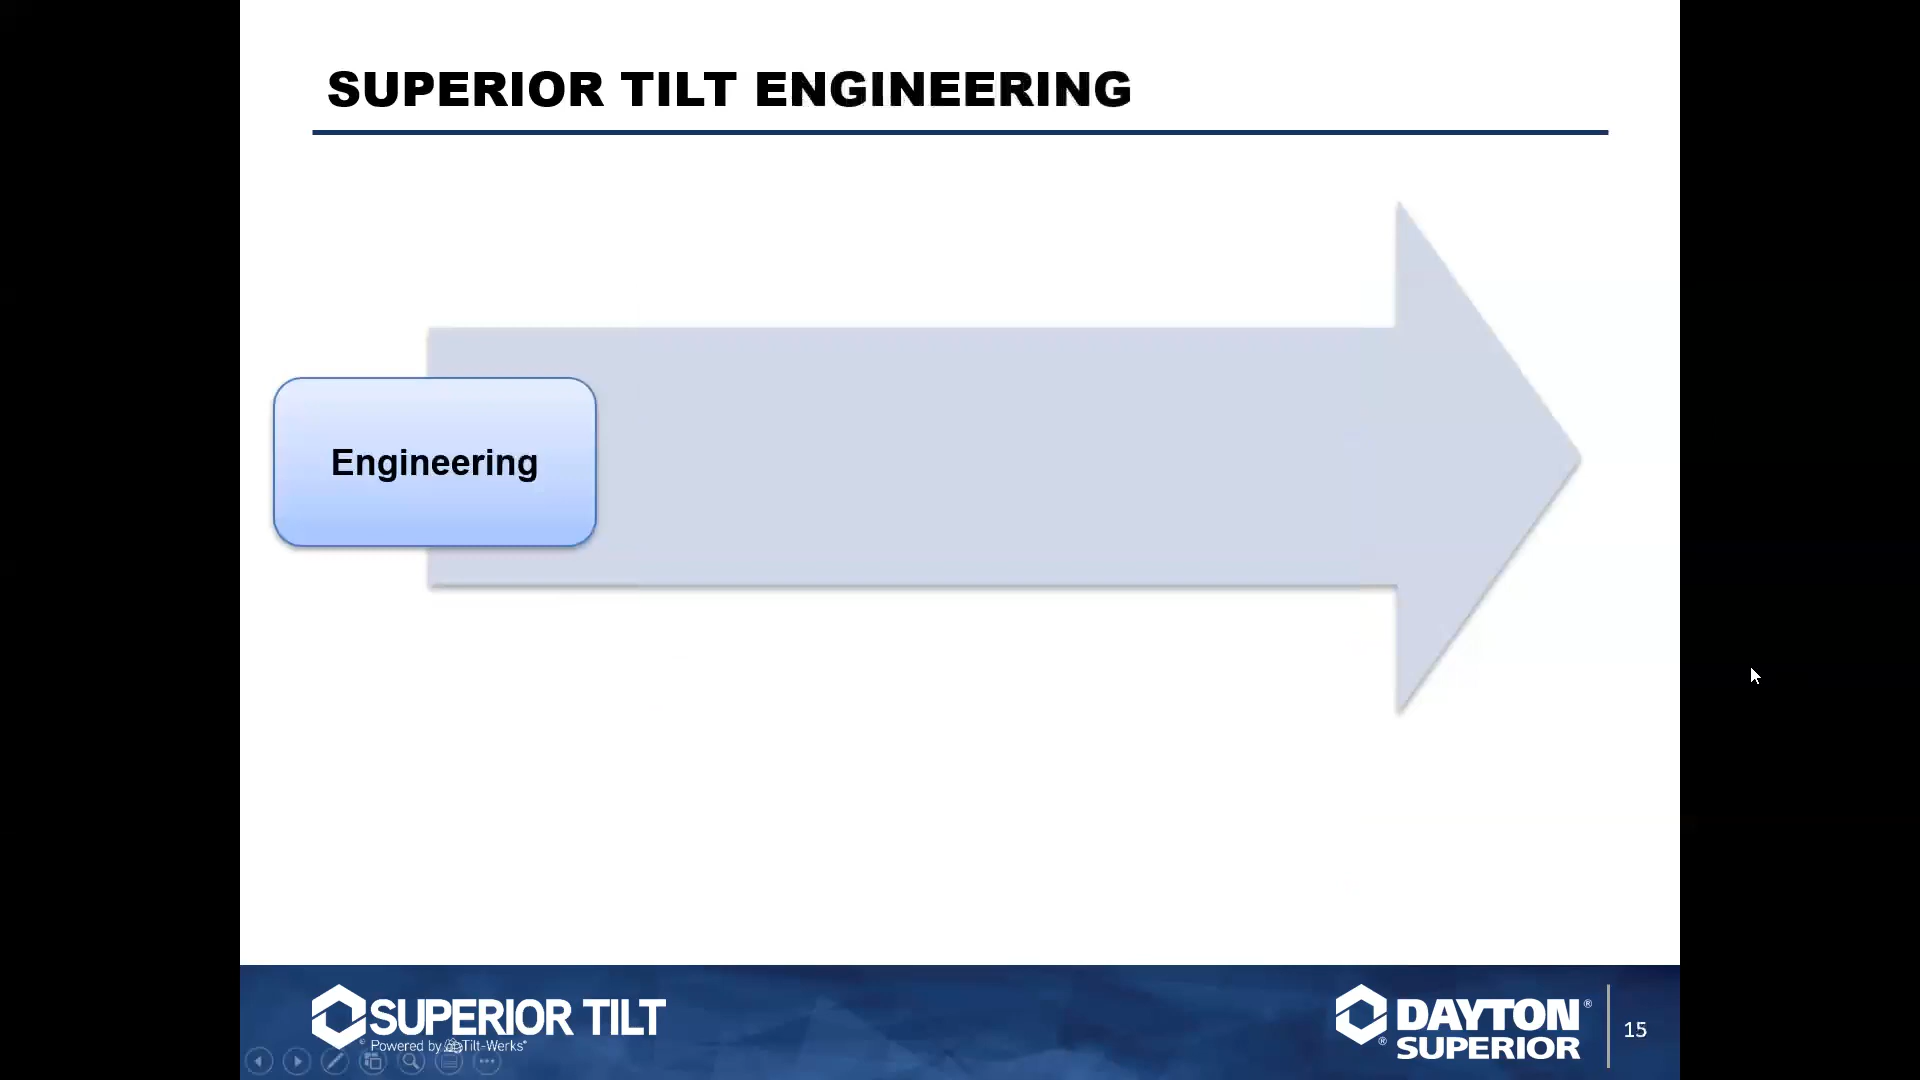 SUPERIOR TILT ENGINEERING
Engineering
SUPERIOR TILT
® Powered by Tilt-Werks®
DAYTON®
® SUPERIOR
15